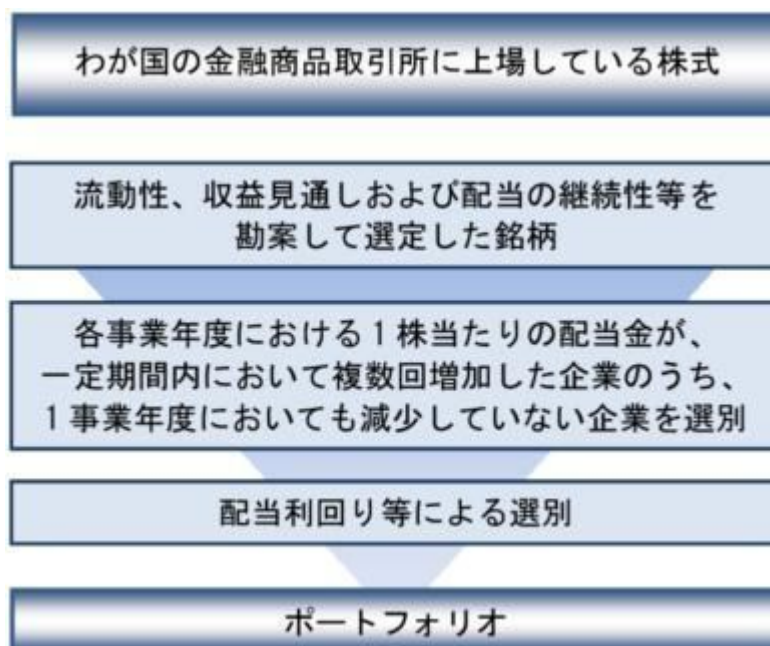 わが国の金融商品取引所に上場している株式
流動性、収益見通しおよび配当の継続性等を
勘案して選定した銘柄
各事業年度における1株当たりの配当金が、
一定期間内において複数回増加した企業のうち、
1事業年度においても減少していない企業を選別
配当利回り等による選別
ポートフォリオ